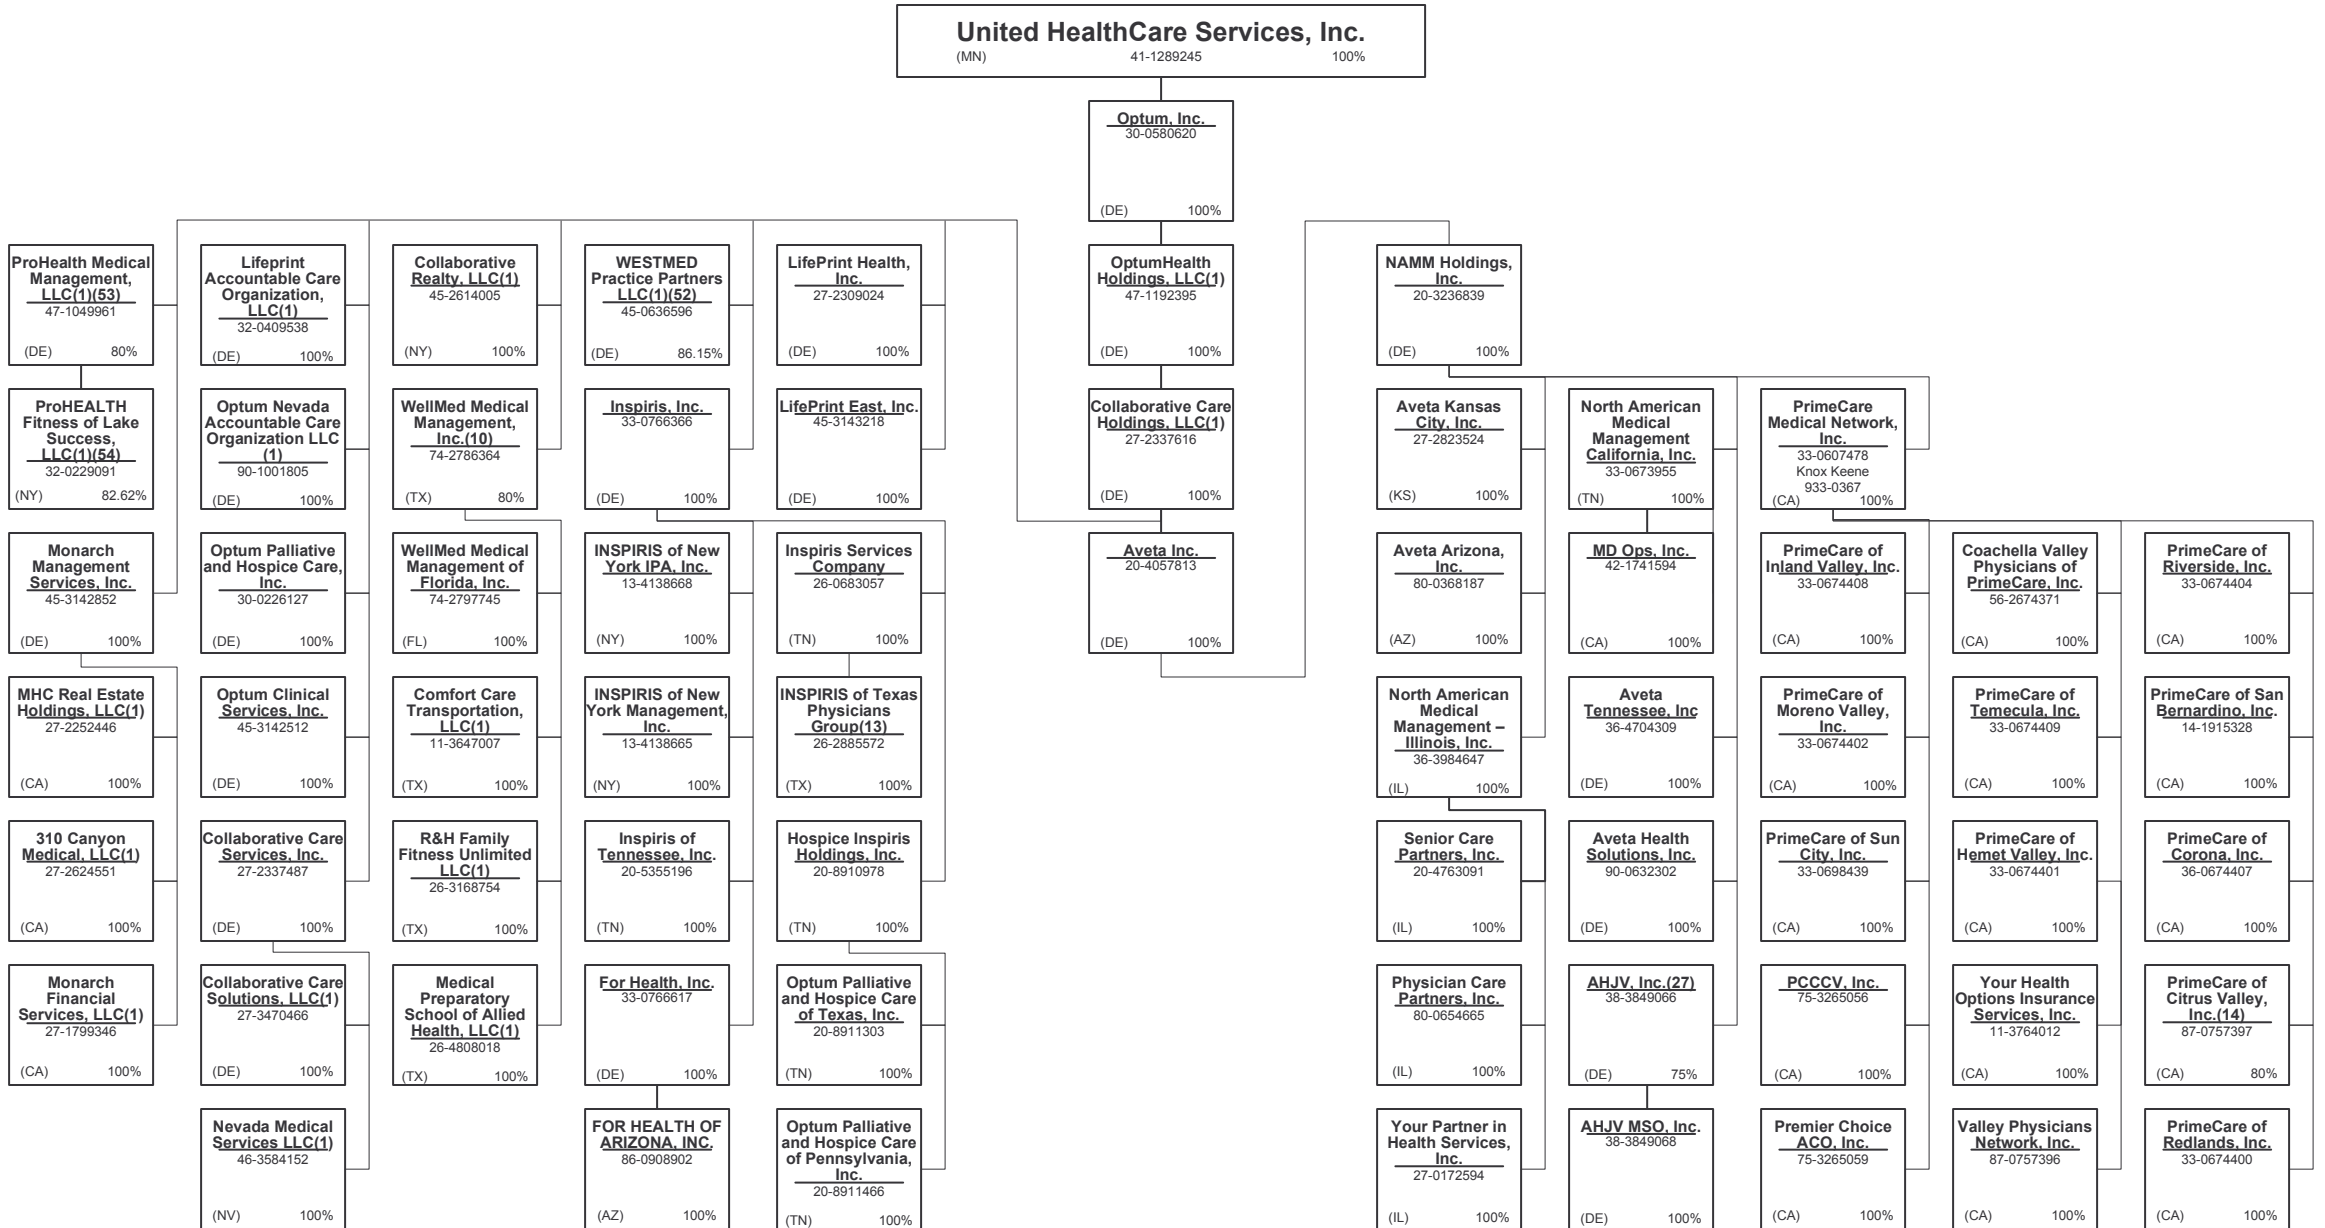 United HealthCare Services, Inc.
(MN) 41-1289245 100%
Optum, Inc.
30-0580620
(DE) 100%
ProHealth Medical
Management,
LLC(1)(53)
47-1049961
(DE) 80%
Lifeprint
Accountable Care
Organization,
LLC(1)
32-0409538
(DE) 100%
Collaborative
Realty, LLC(1)
45-2614005
(NY) 100%
WESTMED
Practice Partners
LLC(1)(52)
45-0636596
(DE) 86.15%
LifePrint Health,
Inc.
27-2309024
(DE) 100%
OptumHealth
Holdings, LLC(1)
47-1192395
(DE) 100%
NAMM Holdings,
Inc.
20-3236839
(DE) 100%
ProHEALTH
Fitness of Lake
Success,
LLC(1)(54)
32-0229091
(NY) 82.62%
Optum Nevada
Accountable Care
Organization LLC
(1)
90-1001805
(DE) 100%
WellMed Medical
Management,
Inc.(10)
74-2786364
(TX) 80%
Inspiris, Inc.
33-0766366
(DE) 100%
LifePrint East, Inc.
45-3143218
(DE) 100%
Collaborative Care
Holdings, LLC(1)
27-2337616
(DE) 100%
Aveta Kansas
City, Inc.
27-2823524
(KS) 100%
North American
Medical
Management
California, Inc.
33-0673955
(TN) 100%
PrimeCare
Medical Network,
Inc.
33-0607478
Knox Keene
933-0367
(CA) 100%
Monarch
Management
Services, Inc.
45-3142852
(DE) 100%
Optum Palliative
and Hospice Care,
Inc.
30-0226127
(DE) 100%
WellMed Medical
Management of
Florida, Inc.
74-2797745
(FL) 100%
INSPIRIS of New
York IPA, Inc.
13-4138668
(NY) 100%
Inspiris Services
Company
26-0683057
(TN) 100%
Aveta Inc.
20-4057813
(DE) 100%
Aveta Arizona,
Inc.
80-0368187
(AZ) 100%
MD Ops, Inc.
42-1741594
(CA) 100%
PrimeCare of
Inland Valley, Inc.
33-0674408
(CA) 100%
Coachella Valley
Physicians of
PrimeCare, Inc.
56-2674371
(CA) 100%
PrimeCare of
Riverside, Inc.
33-0674404
(CA) 100%
MHC Real Estate
Holdings, LLC(1)
27-2252446
(CA) 100%
Optum Clinical
Services, Inc.
45-3142512
(DE) 100%
Comfort Care
Transportation,
LLC(1)
11-3647007
(TX) 100%
INSPIRIS of New
York Management,
Inc.
13-4138665
(NY) 100%
INSPIRIS of Texas
Physicians
Group(13)
26-2885572
(TX) 100%
North American
Medical
Management –
Illinois, Inc.
36-3984647
(IL) 100%
Aveta
Tennessee, Inc
36-4704309
(DE) 100%
PrimeCare of
Moreno Valley,
Inc.
33-0674402
(CA) 100%
PrimeCare of
Temecula, Inc.
33-0674409
(CA) 100%
PrimeCare of San
Bernardino, Inc.
14-1915328
(CA) 100%
310 Canyon
Medical, LLC(1)
27-2624551
(CA) 100%
Collaborative Care
Services, Inc.
27-2337487
(DE) 100%
R&H Family
Fitness Unlimited
LLC(1)
26-3168754
(TX) 100%
Inspiris of
Tennessee, Inc.
20-5355196
(TN) 100%
Hospice Inspiris
Holdings, Inc.
20-8910978
(TN) 100%
Senior Care
Partners, Inc.
20-4763091
(IL) 100%
Aveta Health
Solutions, Inc.
90-0632302
(DE) 100%
PrimeCare of Sun
City, Inc.
33-0698439
(CA) 100%
PrimeCare of
Hemet Valley, Inc.
33-0674401
(CA) 100%
PrimeCare of
Corona, Inc.
36-0674407
(CA) 100%
Monarch
Financial
Services, LLC(1)
27-1799346
(CA) 100%
Collaborative Care
Solutions, LLC(1)
27-3470466
(DE) 100%
Medical
Preparatory
School of Allied
Health, LLC(1)
26-4808018
(TX) 100%
For Health, Inc.
33-0766617
(DE) 100%
Optum Palliative
and Hospice Care
of Texas, Inc.
20-8911303
(TN) 100%
Physician Care
Partners, Inc.
80-0654665
(IL) 100%
AHJV, Inc.(27)
38-3849066
(DE) 75%
PCCCV, Inc.
75-3265056
(CA) 100%
Your Health
Options Insurance
Services, Inc.
11-3764012
(CA) 100%
PrimeCare of
Citrus Valley,
Inc.(14)
87-0757397
(CA) 80%
Nevada Medical
Services LLC(1)
46-3584152
(NV) 100%
FOR HEALTH OF
ARIZONA, INC.
86-0908902
(AZ) 100%
Optum Palliative
and Hospice Care
of Pennsylvania,
Inc.
20-8911466
(TN) 100%
Your Partner in
Health Services,
Inc.
27-0172594
(IL) 100%
AHJV MSO, Inc.
38-3849068
(DE) 100%
Premier Choice
ACO, Inc.
75-3265059
(CA) 100%
Valley Physicians
Network, Inc.
87-0757396
(CA) 100%
PrimeCare of
Redlands, Inc.
33-0674400
(CA) 100%